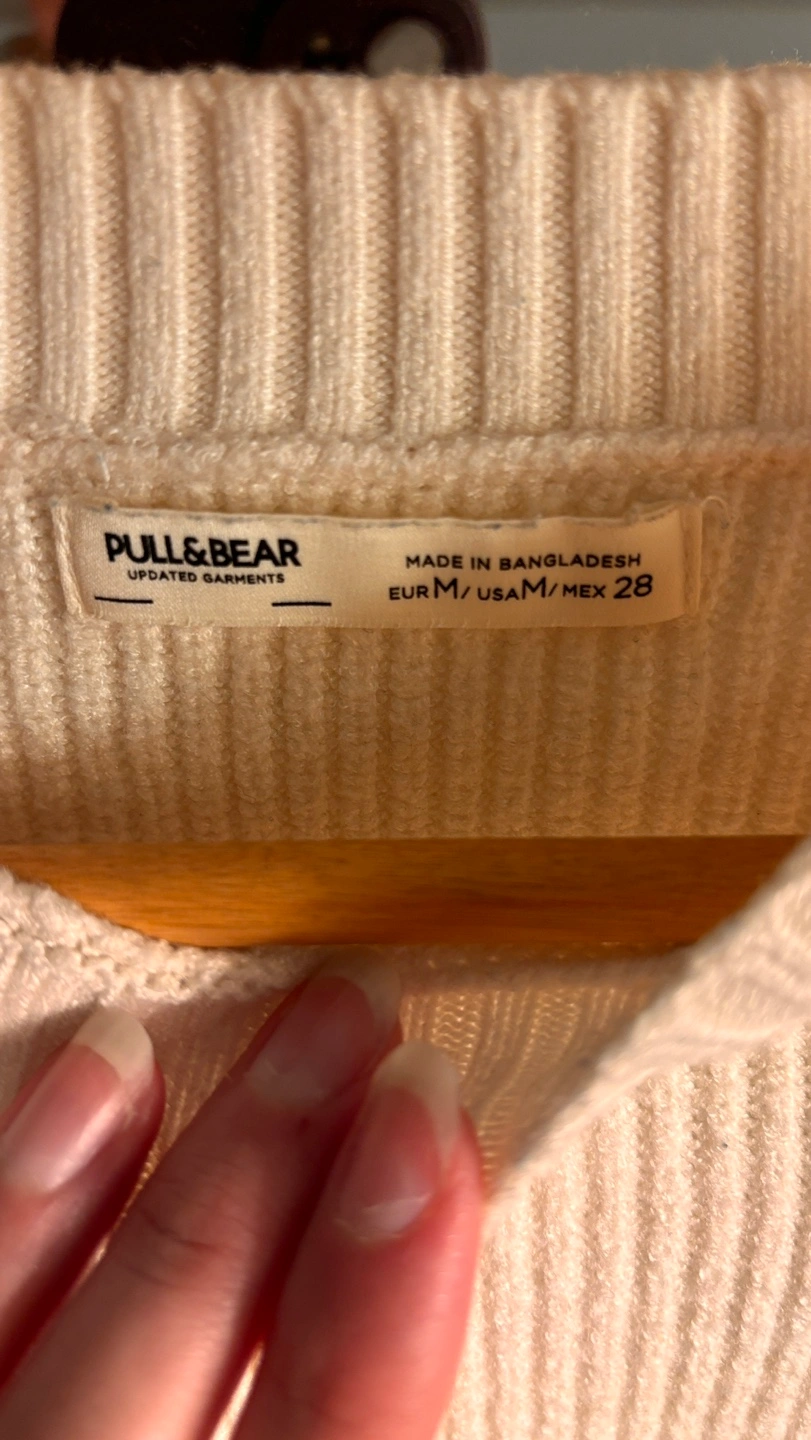 PULL&BEAR
UPDATED GARMENTS
MADE IN BANGLADESH
EUR M/ USA M/ MEX 28